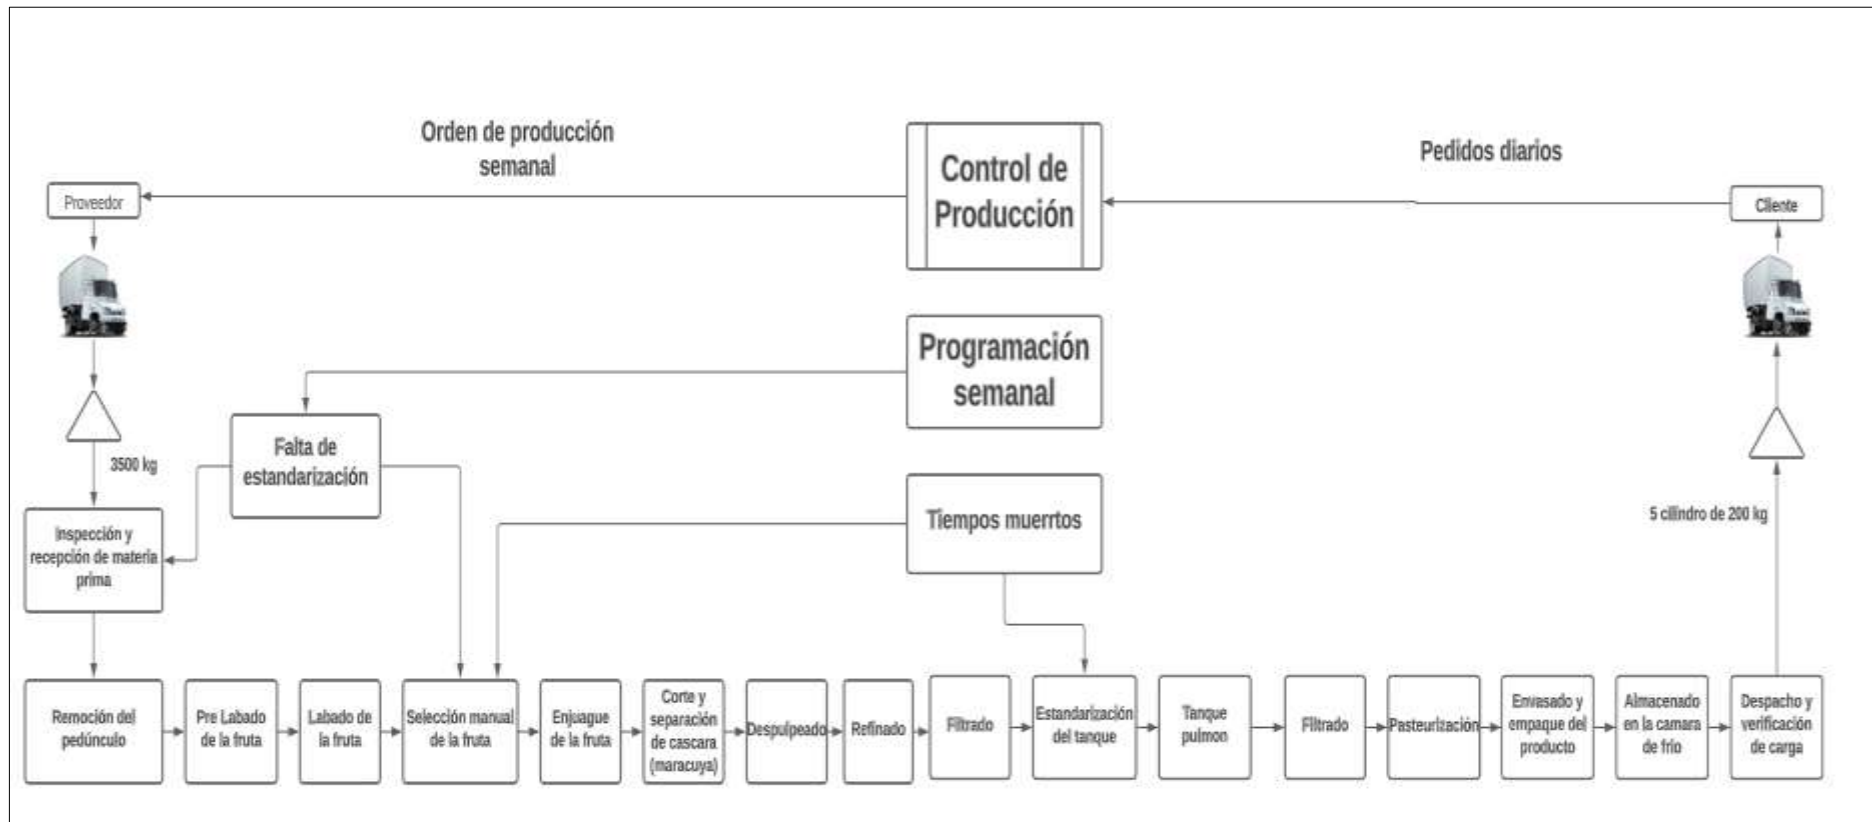 Orden de producción
semanal
Control de
Producción
Pedidos diarios
Proveedor
Cliente
Programación
semanal
Falta de
estandarización
3500 kg
Tiempos muerrtos
5 cilindro de 200 kg
Inspección y
recepción de materia
prima
Remoción del
pedúnculo
Pre Labado
de la fruta
Labado de
la fruta
Selección manual
de la fruta
Enjuague
de la fruta
Corte y
separación
de cascara
(maracuya)
Despulpeado
Refinado
Filtrado
Estandarización
del tanque
Tanque
pulmon
Filtrado
Pasteurización
Envasado y
empaque del
producto
Almacenado
en la camara
de frío
Despacho y
verificación
de carga